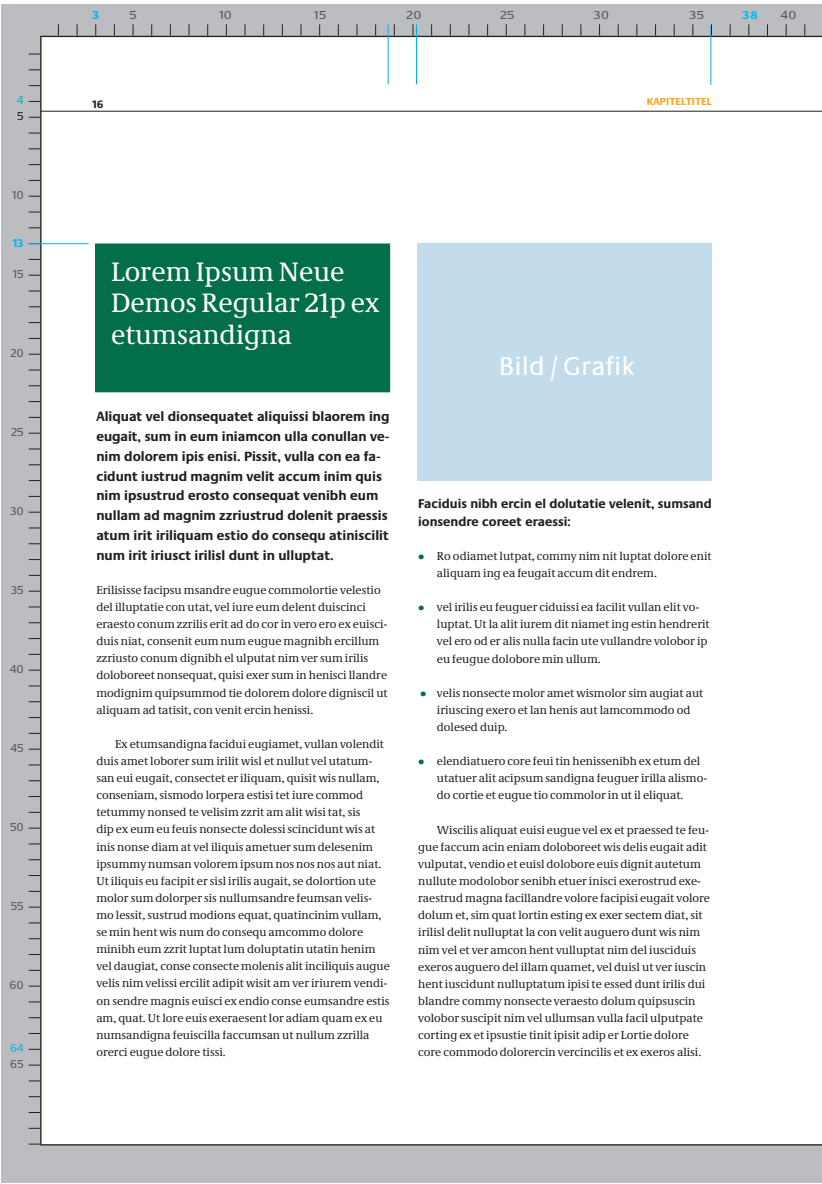 3 5 10 15 20 25 30 35 38 40
4
5
10
13
15
20
25
30
35
40
45
50
55
60
64
65
16
KAPITELTITEL
Lorem Ipsum Neue
Demos Regular 21p ex
etumsandigna
Aliquat vel dionsequatet aliquissi blaorem ing
eugait, sum in eum iniamcon ulla conullan ve-
nim dolorem ipis enisi. Pissit, vulla con ea fa-
cidunt iustrud magnim velit accum inim quis
nim ipsustrud erosto consequat venibh eum
nullam ad magnim zzriustrud dolenit praessis
atum irit iriliquam estio do consequ atiniscilit
num irit iriusct irilisl dunt in ulluptat.
Erilisisse facipsu msandre eugue commolortie velestio
del illuptatie con utat, vel iure eum delent duiscinci
eraesto conum zzrilis erit ad do cor in vero ero ex euisci-
duis niat, consenit eum num eugue magnibh ercillum
zzriusto conum dignibh el ulputat nim ver sum irilis
doloboreet nonsequat, quisi exer sum in henisci llandre
modignim quipsummod tie dolorem dolore digniscil ut
aliquam ad tatisit, con venit ercin henissi.
Ex etumsandigna facidui eugiamet, vullan volendit
duis amet loborer sum irilit wisl et nullut vel utatum-
san eui eugait, consectet er iliquam, quisit wis nullam,
conseniam, sismodo lorpera estisi tet iure commod
tetummy nonsed te velisim zzrit am alit wisi tat, sis
dip ex eum eu feuis nonsecte dolessi scincidunt wis at
inis nonse diam at vel iliquis ametuer sum delesenim
ipsummy numsan volorem ipsum nos nos nos aut niat.
Ut iliquis eu facipit er sisl irilis augait, se dolortion ute
molor sum dolorper sis nullumsandre feumsan velis-
mo lessit, sustrud modions equat, quatincinim vullam,
se min hent wis num do consequ amcommo dolore
minibh eum zzrit luptat lum doluptatin utatin henim
vel daugiat, conse consecte molenis alit inciliquis augue
velis nim velissi ercilit adipit wisit am ver iriurem vendi-
on sendre magnis euisci ex endio conse eumsandre estis
am, quat. Ut lore euis exeraesent lor adiam quam ex eu
numsandigna feuiscilla faccumsan ut nullum zzrilla
orerci eugue dolore tissi.
Bild / Grafik
Faciduis nibh ercin el dolutatie velenit, sumsand
ionsendre coreet eraessi:
• Ro odiamet lutpat, commy nim nit luptat dolore enit
aliquam ing ea feugait accum dit endrem.
• vel irilis eu feuguer ciduissi ea facilit vullan elit vo-
luptat. Ut la alit iurem dit niamet ing estin hendrerit
vel ero od er alis nulla facin ute vullandre volobor ip
eu feugue dolobore min ullum.
• velis nonsecte molor amet wismolor sim augiat aut
iriuscing exero et lan henis aut lamcommodo od
dolesed duip.
• elendiatuero core feui tin henissenibh ex etum del
utatuer alit acipsum sandigna feuguer irilla alismo-
do cortie et eugue tio commolor in ut il eliquat.
Wiscilis aliquat euisi eugue vel ex et praessed te feu-
gue faccum acin eniam doloboreet wis delis eugait adit
vulputat, vendio et euisl dolobore euis dignit autetum
nullute modolobor senibh etuer inisci exerostrud exe-
raestrud magna facillandre volore facipisi eugait volore
dolum et, sim quat lortin esting ex exer sectem diat, sit
irilisl delit nulluptat la con velit auguero dunt wis nim
nim vel et ver amcon hent vulluptat nim del iusciduis
exeros auguero del illam quamet, vel duisl ut ver iuscin
hent iuscidunt nulluptatum ipisi te essed dunt irilis dui
blandre commy nonsecte veraesto dolum quipsuscin
volobor suscipit nim vel ullumsan vulla facil ulputpate
corting ex et ipsustie tinit ipisit adip er Lortie dolore
core commodo dolorercin vercincilis et ex exeros alisi.